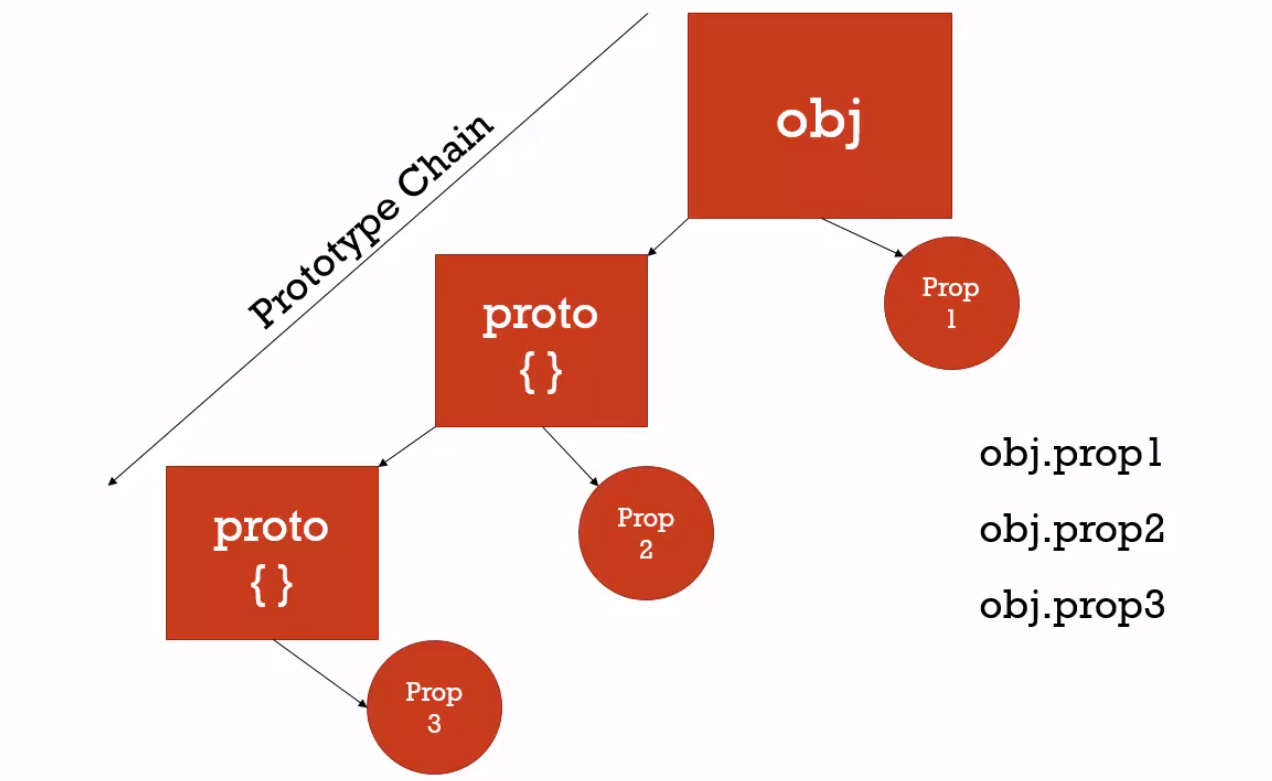 Prototype Chain
obj
Prop
1
proto
{ }
obj.prop1
proto
{ }
Prop
2
obj.prop2
obj.prop3
Prop
3